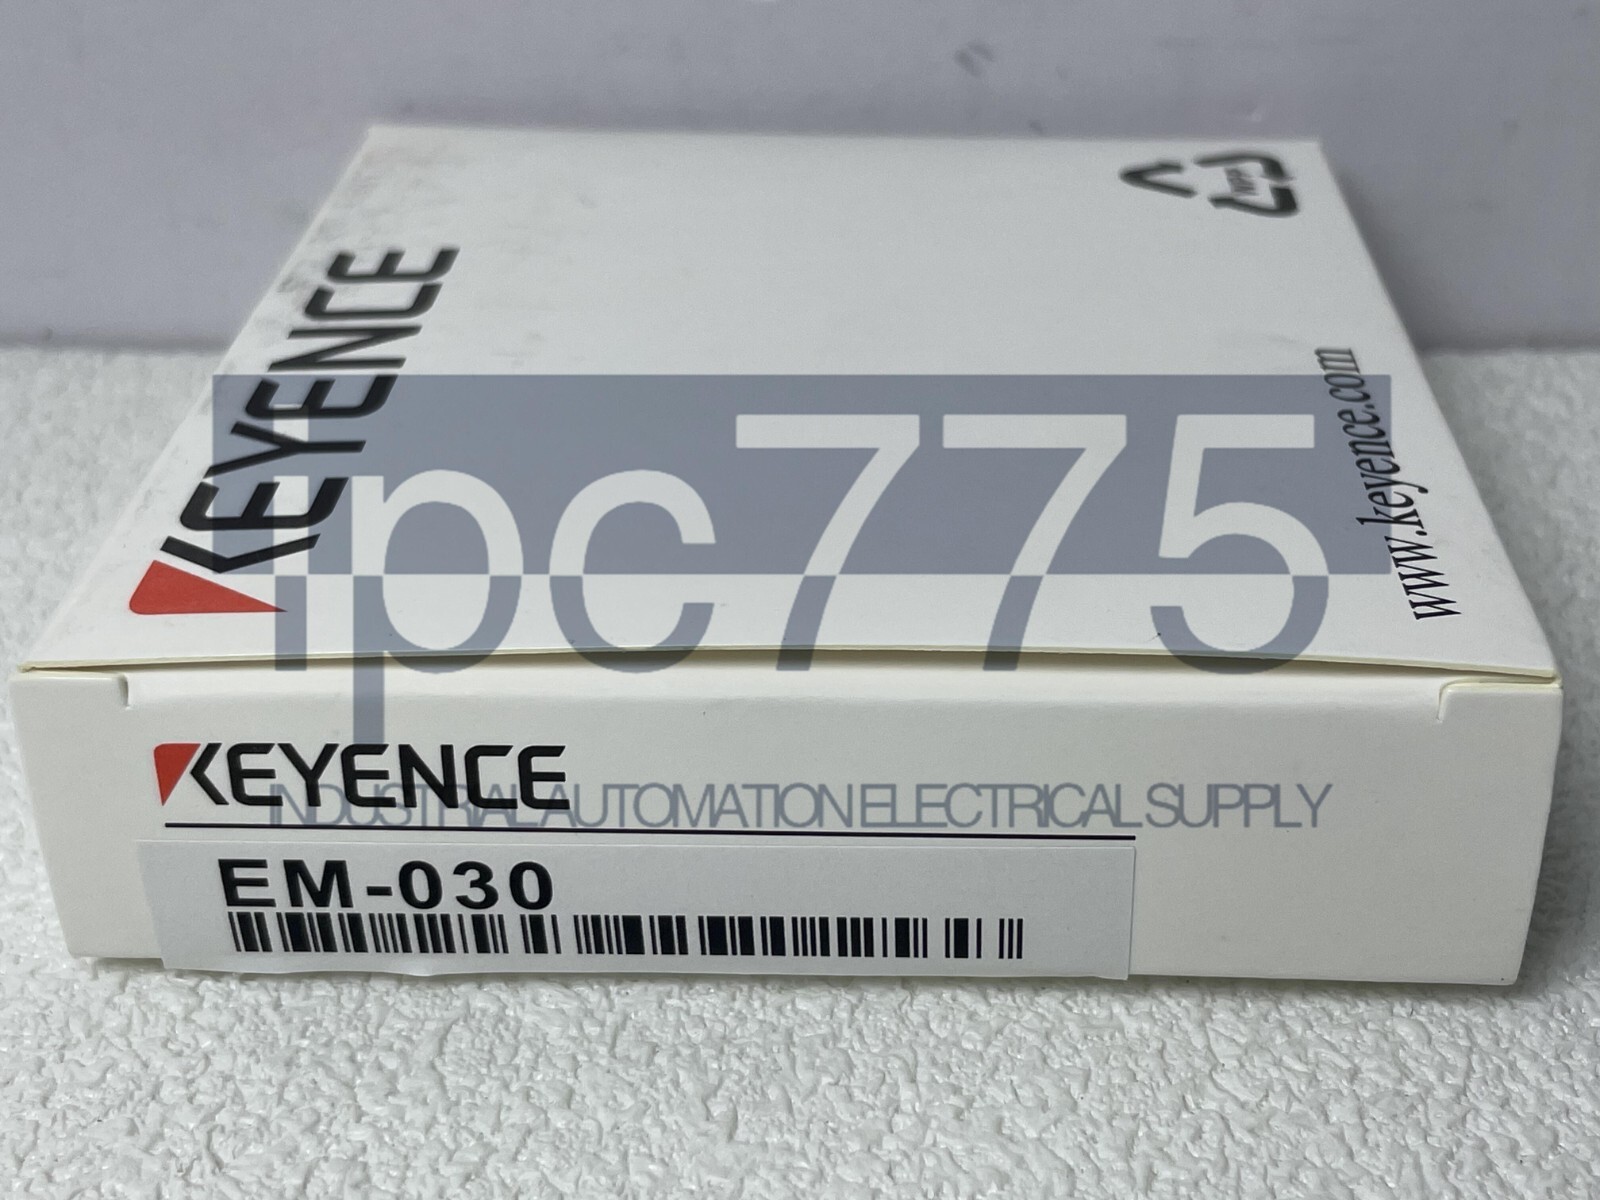 KEYENCE
www.keyence.com
ipc775
KEYENCE
INDUSTRIAL AUTOMATION ELECTRICAL SUPPLY
EM-030